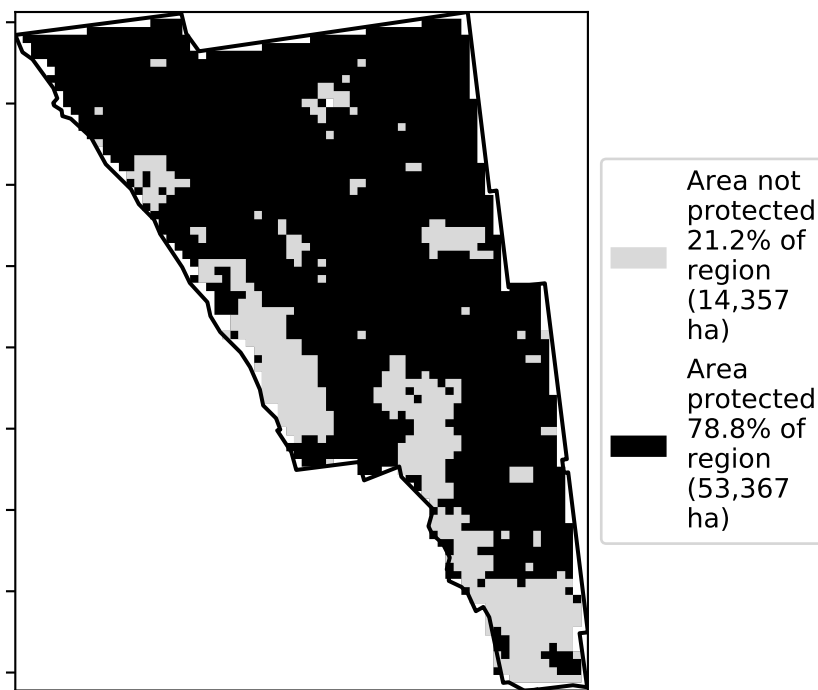 Area not
protected
21.2% of
region
(14,357
ha)
Area
protected
78.8% of
region
(53,367
ha)